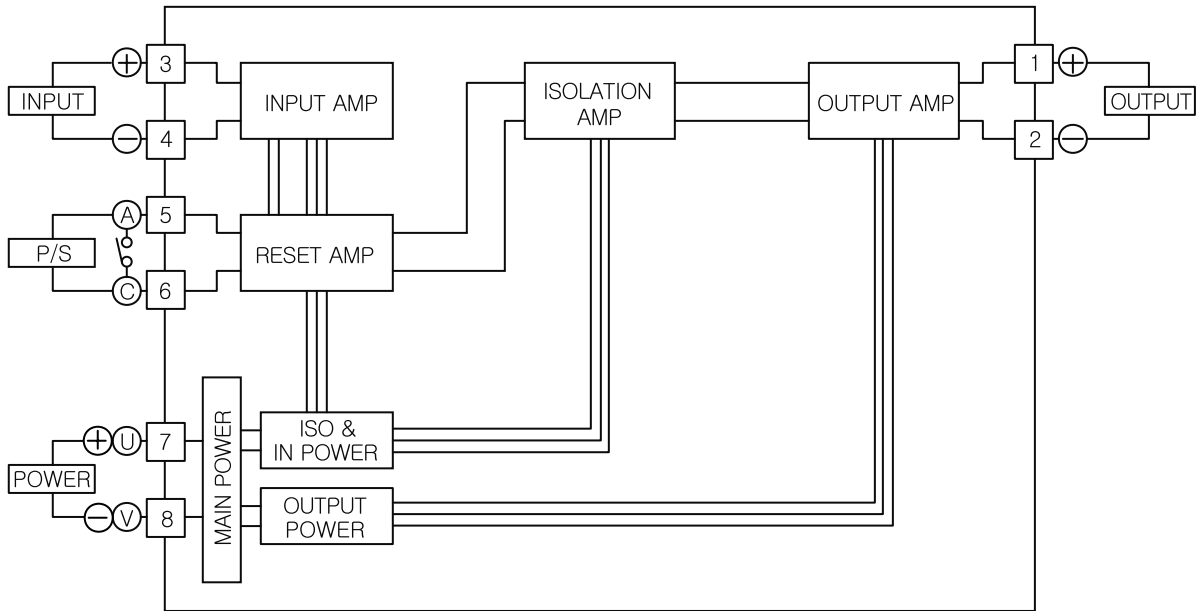 +
3
INPUT
INPUT AMP
−
4
ISOLATION
AMP
OUTPUT AMP
1
+
OUTPUT
2
−
A
5
P/S
RESET AMP
C
6
MAIN POWER
+
U
7
POWER
−
V
8
ISO &
IN POWER
OUTPUT
POWER